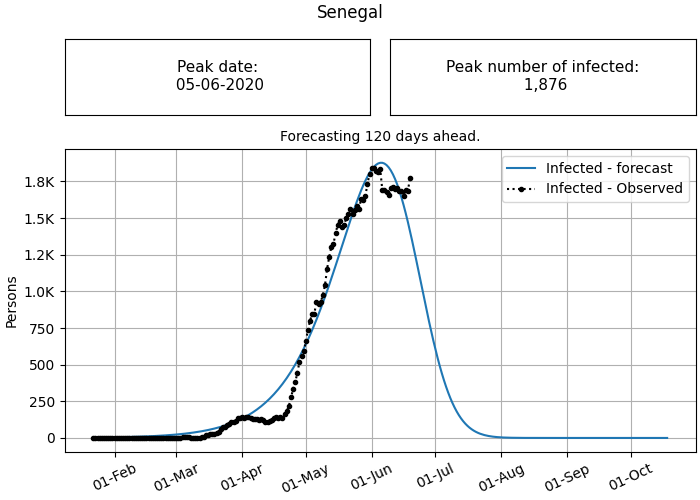 Senegal
Peak date:
05-06-2020
Peak number of infected:
1,876
Forecasting 120 days ahead.
Infected - forecast
Infected - Observed
Persons
1.8K
1.5K
1.2K
1.0K
750
500
250
0
01-Feb
01-Mar
01-Apr
01-May
01-Jun
01-Jul
01-Aug
01-Sep
01-Oct